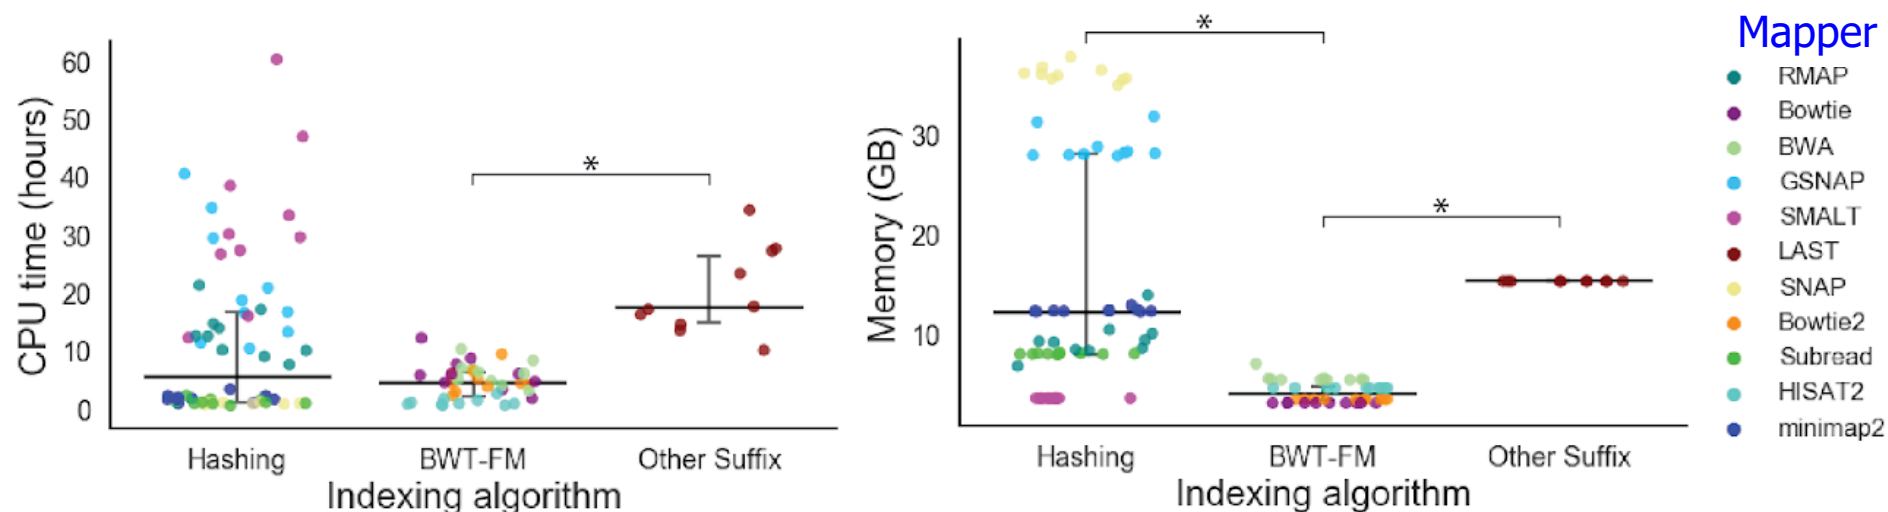 CPU time (hours)
60
50
40
30
20
10
0
*
Hashing
BWT-FM
Other Suffix
Indexing algorithm
Memory (GB)
30
20
10
*
*
Hashing
BWT-FM
Other Suffix
Indexing algorithm
Mapper
RMAP
Bowtie
BWA
GSNAP
SMALT
LAST
SNAP
Bowtie2
Subread
HISAT2
minimap2